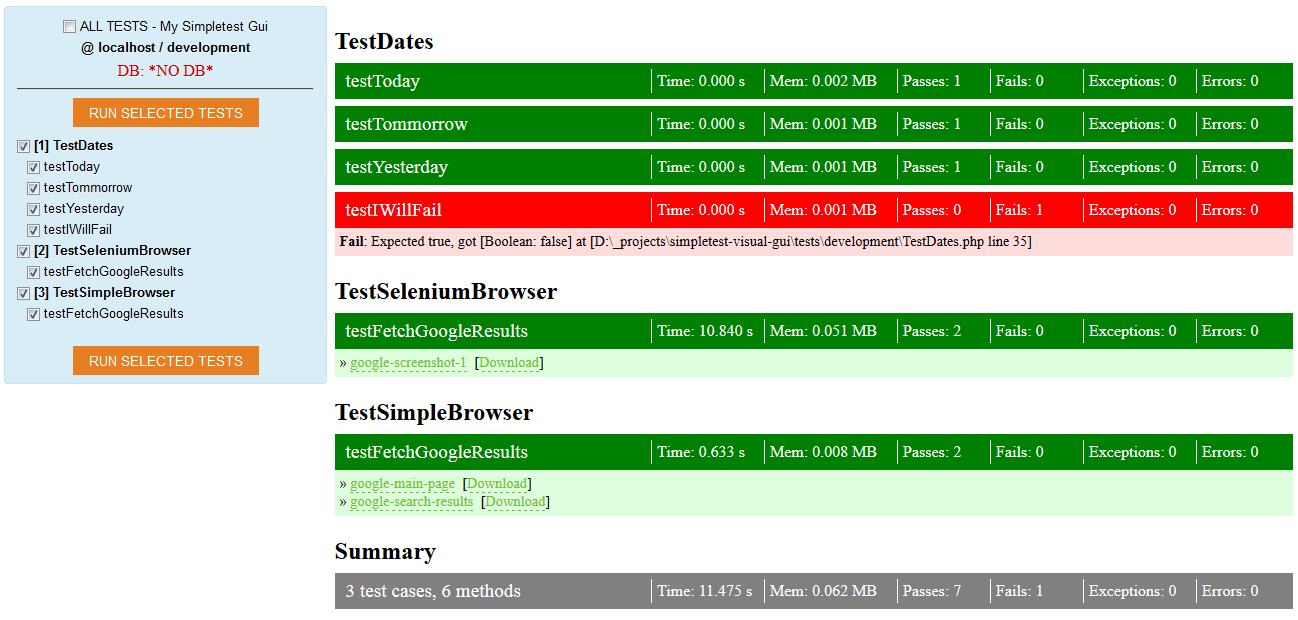 ALL TESTS - My Simpletest Gui
@ localhost / development
DB: *NO DB*
RUN SELECTED TESTS
[1] TestDates
testToday
testTommorrow
testYesterday
testIWillFail
[2] TestSeleniumBrowser
testFetchGoogleResults
[3] TestSimpleBrowser
testFetchGoogleResults
RUN SELECTED TESTS
TestDates
testToday Time: 0.000 s Mem: 0.002 MB Passes: 1 Fails: 0 Exceptions: 0 Errors: 0
testTommorrow Time: 0.000 s Mem: 0.001 MB Passes: 1 Fails: 0 Exceptions: 0 Errors: 0
testYesterday Time: 0.000 s Mem: 0.001 MB Passes: 1 Fails: 0 Exceptions: 0 Errors: 0
testIWillFail Time: 0.000 s Mem: 0.001 MB Passes: 0 Fails: 1 Exceptions: 0 Errors: 0
Fail: Expected true, got [Boolean: false] at [D:\_projects\simpletest-visual-gui\tests\development\TestDates.php line 35]
TestSeleniumBrowser
testFetchGoogleResults Time: 10.840 s Mem: 0.051 MB Passes: 2 Fails: 0 Exceptions: 0 Errors: 0
» google-screenshot-1 [Download]
TestSimpleBrowser
testFetchGoogleResults Time: 0.633 s Mem: 0.008 MB Passes: 2 Fails: 0 Exceptions: 0 Errors: 0
» google-main-page [Download]
» google-search-results [Download]
Summary
3 test cases, 6 methods Time: 11.475 s Mem: 0.062 MB Passes: 7 Fails: 1 Exceptions: 0 Errors: 0